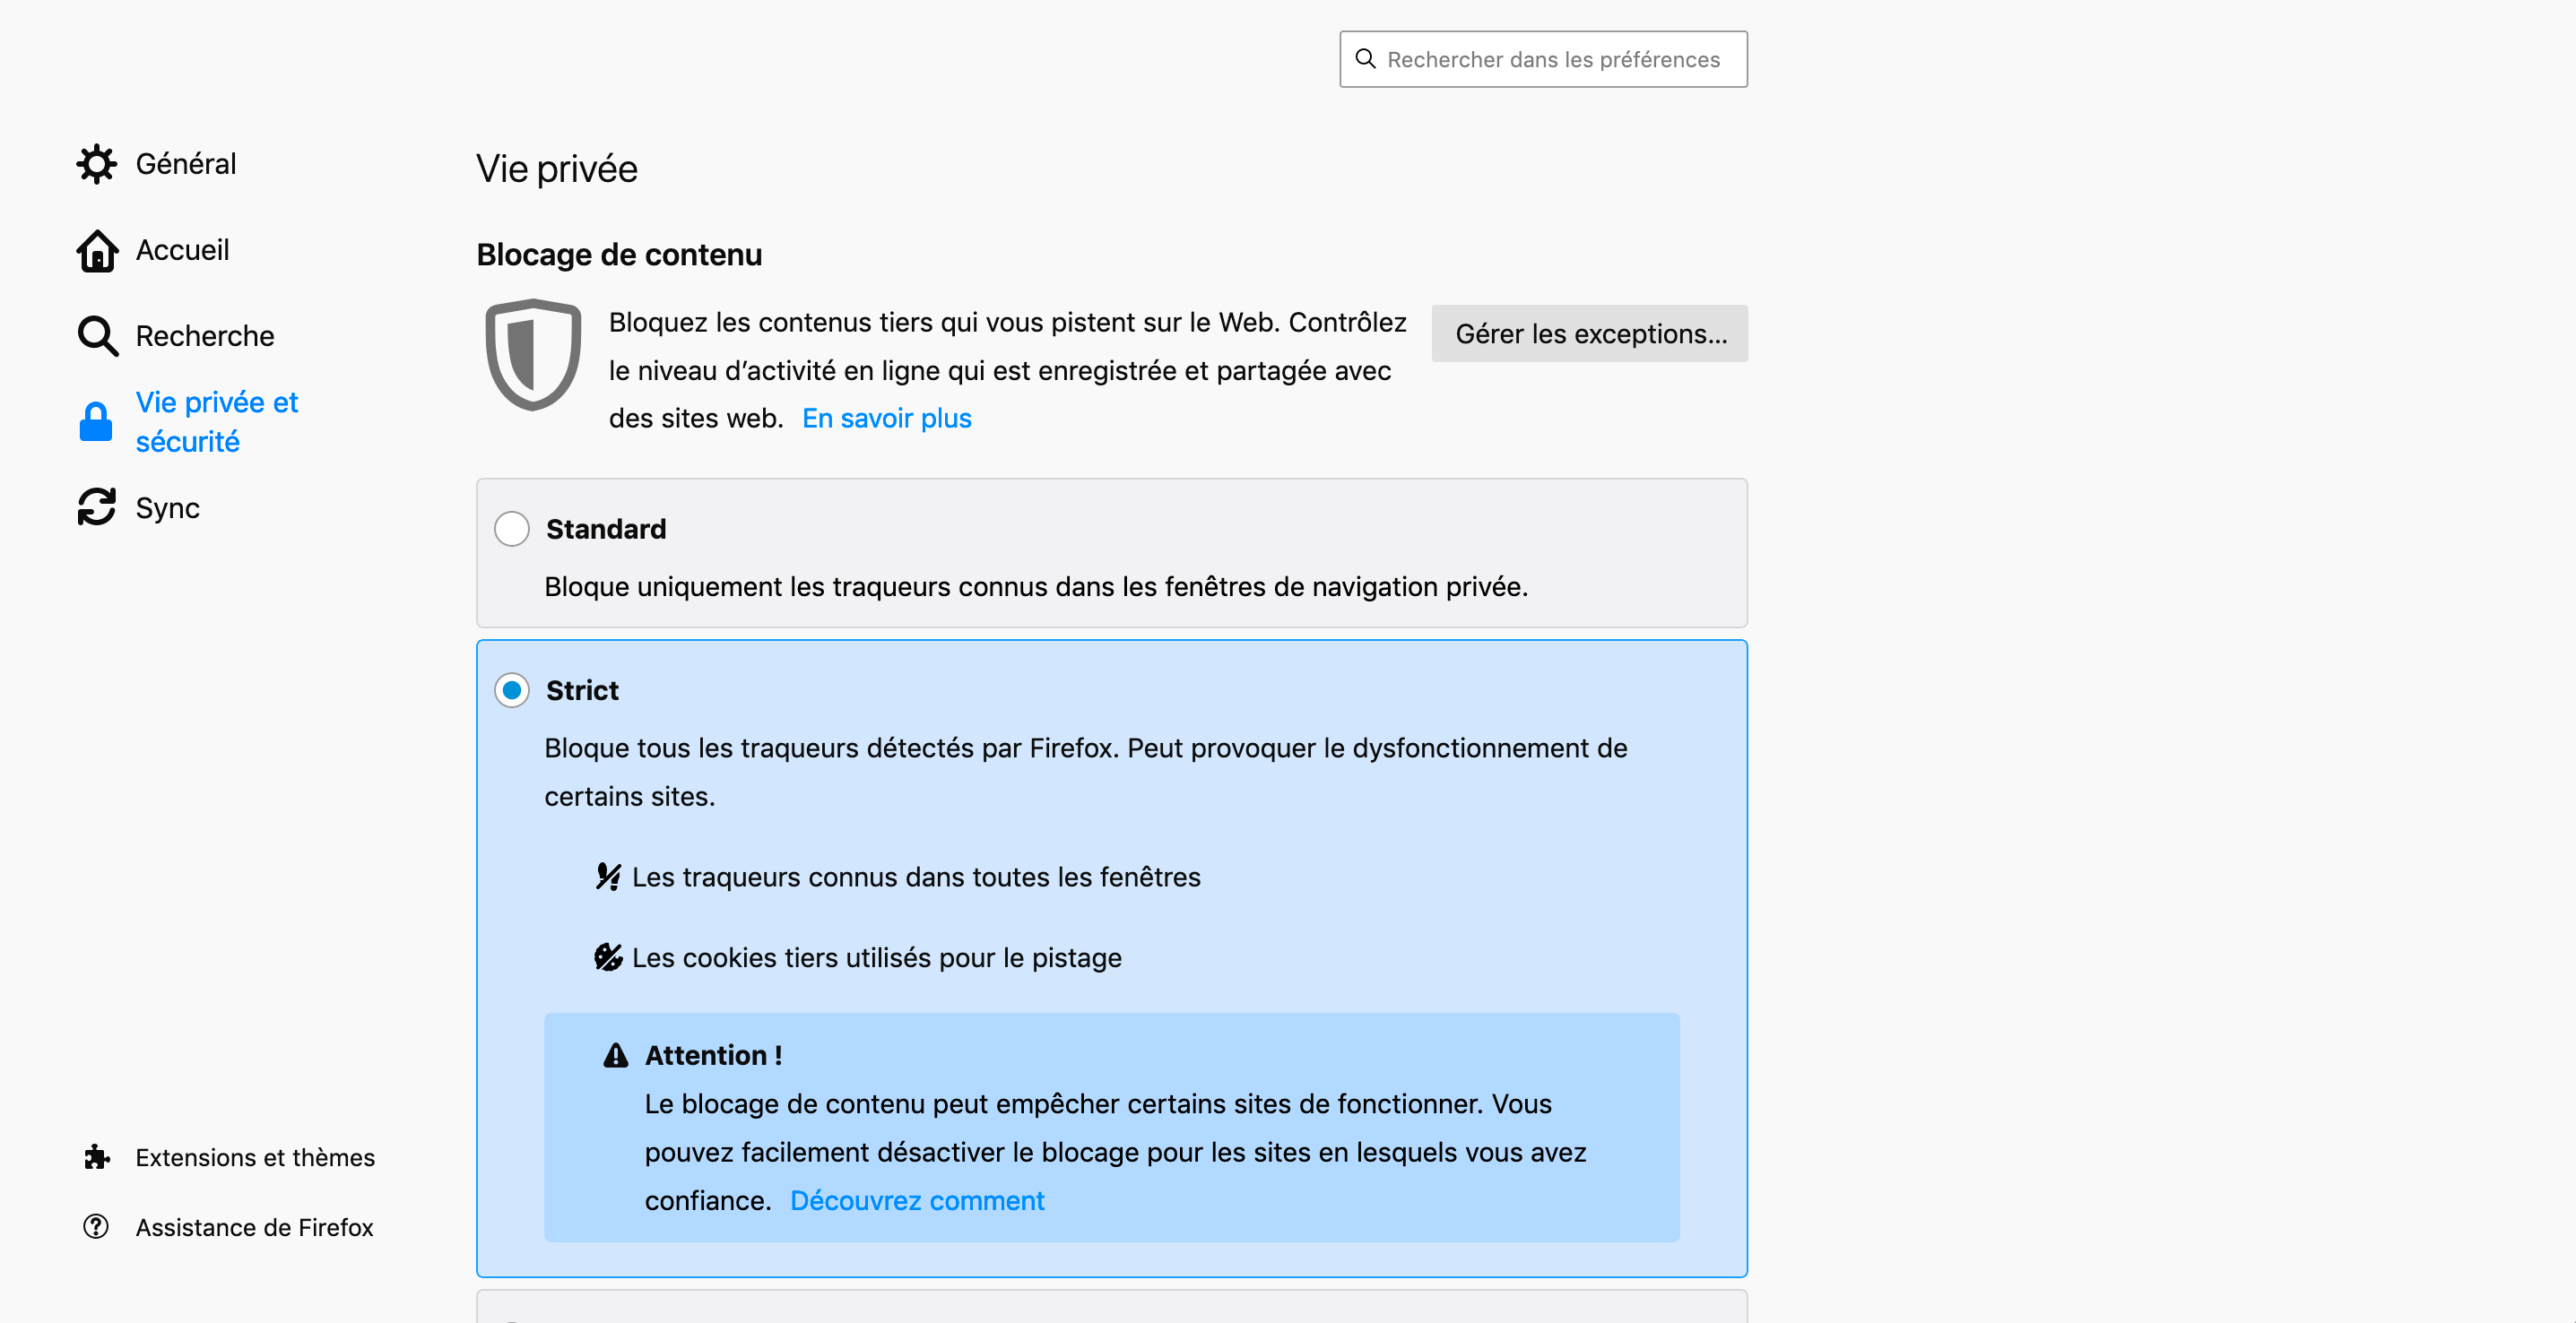 Rechercher dans les préférences
Général
Accueil
Recherche
Vie privée et
sécurité
Sync
Extensions et thèmes
Assistance de Firefox
Vie privée
Blocage de contenu
Bloquez les contenus tiers qui vous pistent sur le Web. Contrôlez
le niveau d’activité en ligne qui est enregistrée et partagée avec
des sites web. En savoir plus
Gérer les exceptions…
Standard
Bloque uniquement les traqueurs connus dans les fenêtres de navigation privée.
Strict
Bloque tous les traqueurs détectés par Firefox. Peut provoquer le dysfonctionnement de
certains sites.
Les traqueurs connus dans toutes les fenêtres
Les cookies tiers utilisés pour le pistage
Attention !
Le blocage de contenu peut empêcher certains sites de fonctionner. Vous
pouvez facilement désactiver le blocage pour les sites en lesquels vous avez
confiance. Découvrez comment